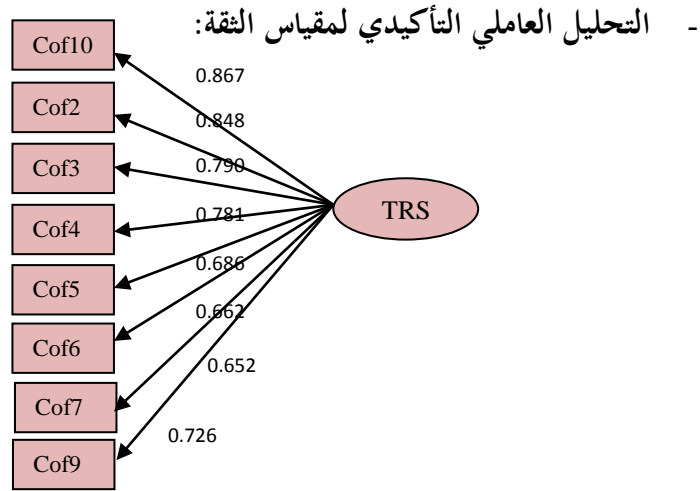 - التحليل العاملي التأكيدي لمقياس الثقة:
Cof10
0.867
Cof2
0.848
Cof3
0.790
TRS
Cof4
0.781
Cof5
0.686
Cof6
0.662
0.652
Cof7
0.726
Cof9